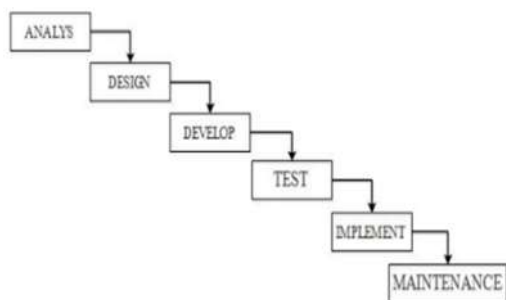 ANALYS
DESIGN
DEVELOP
TEST
IMPLEMENT
MAINTENANCE